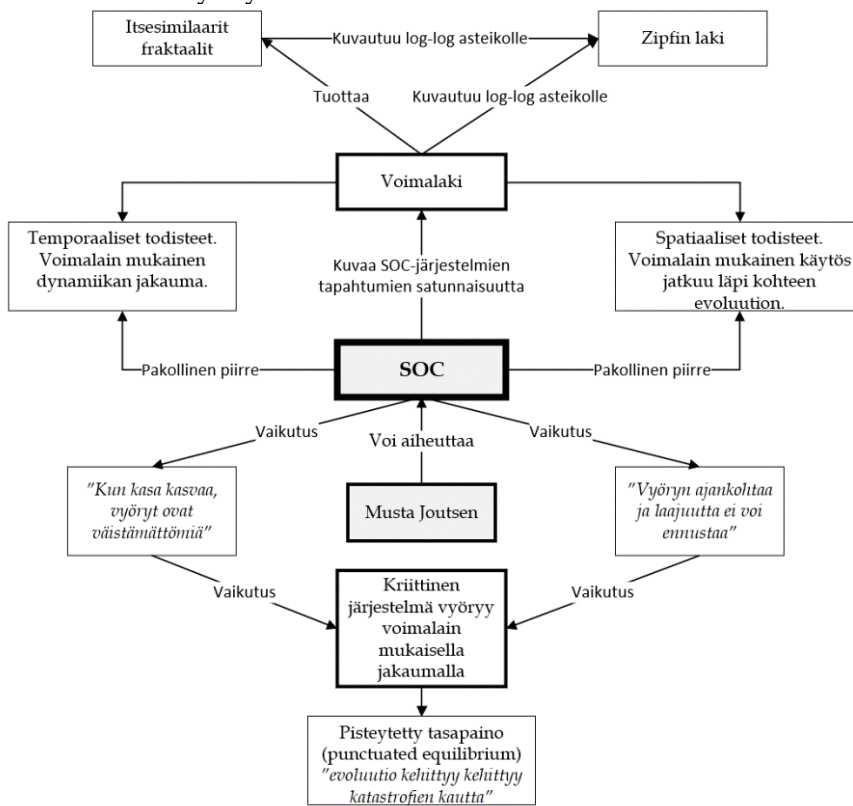 Itsesimilaarit
fraktaalit
Kuvautuu log-log asteikolle
Zipfin laki
Tuottaa
Kuvautuu log-log asteikolle
Voimalaki
Temporaaliset todisteet.
Voimalain mukainen
dynamiikan jakauma.
Kuvaa SOC-järjestelmien
tapahtumien satunnaisuutta
Spatiaaliset todisteet.
Voimalain mukainen käytös
jatkuu läpi kohteen
evoluution.
Pakollinen piirre
SOC
Pakollinen piirre
Vaikutus
Voi aiheuttaa
Vaikutus
"Kun kasa kasvaa,
vyöryt ovat
väistämättömiä"
Musta Joutsen
"Vyöryn ajankohtaa
ja laajuutta ei voi
ennustaa"
Vaikutus
Kriittinen
järjestelmä vyöryy
voimalain
mukaisella
jakaumalla
Vaikutus
Pisteytetty tasapaino
(punctuated equilibrium)
"evoluutio kehittyy kehittyy
katastrofien kautta"